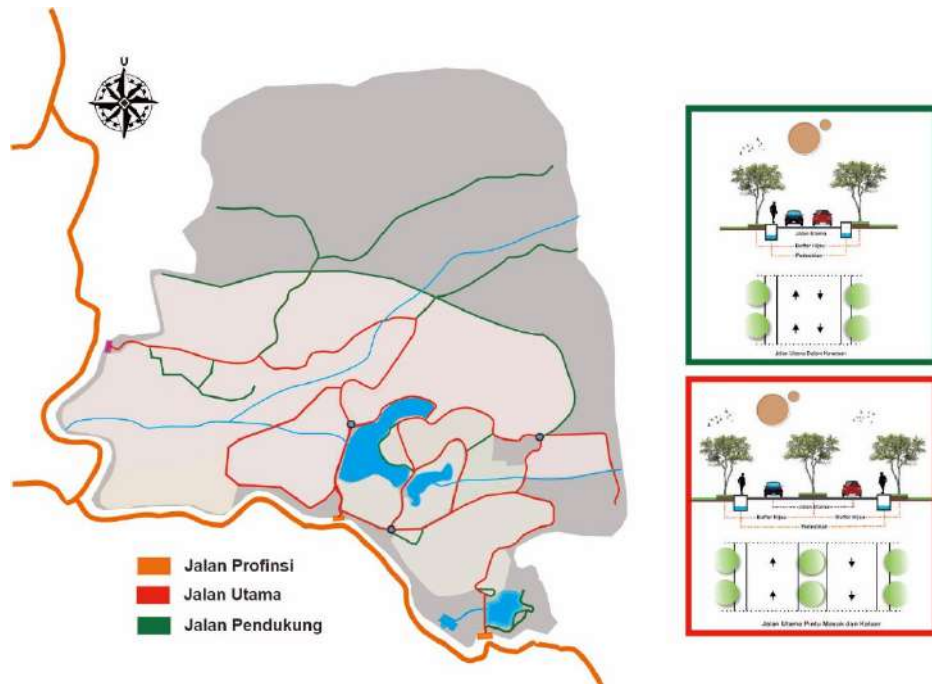 U
Jalan Profinsi
Jalan Utama
Jalan Pendukung
Jalan Utama
Buffer Hijau
Pedestrian
Jalan Utama Dalam Kawasan
Jalan Utama
Buffer Hijau
Buffer Hijau
Pedestrian
Jalan Utama Pintu Masuk dan Keluar